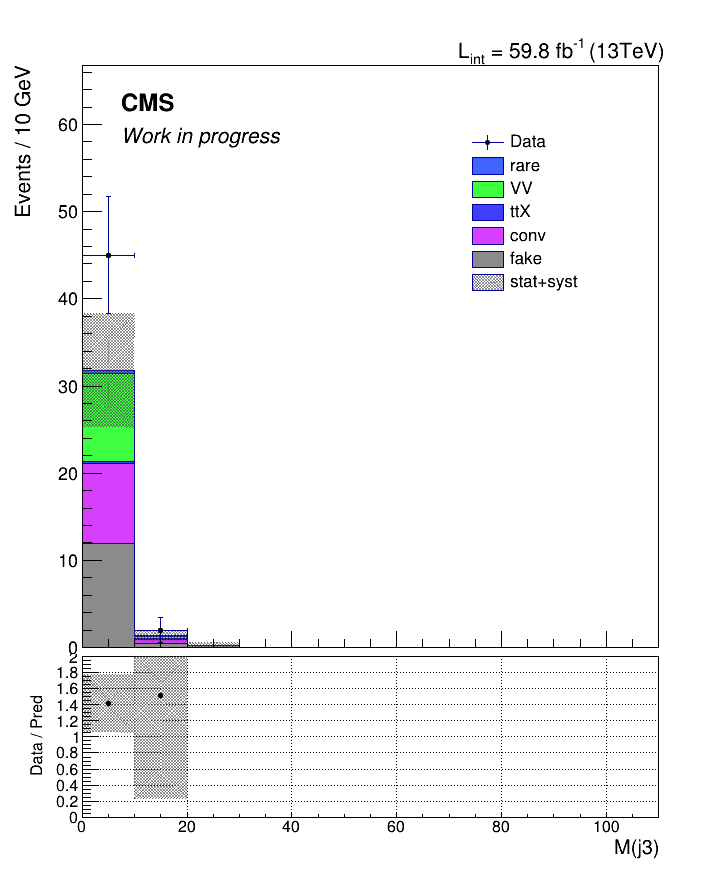 L_int = 59.8 fb^-1 (13TeV)
Events / 10 GeV
CMS
Work in progress
Data
rare
VV
ttX
conv
fake
stat+syst
60
50
40
30
20
10
0
Data / Pred
2
1.8
1.6
1.4
1.2
1
0.8
0.6
0.4
0.2
0
0 20 40 60 80 100
M(j3)